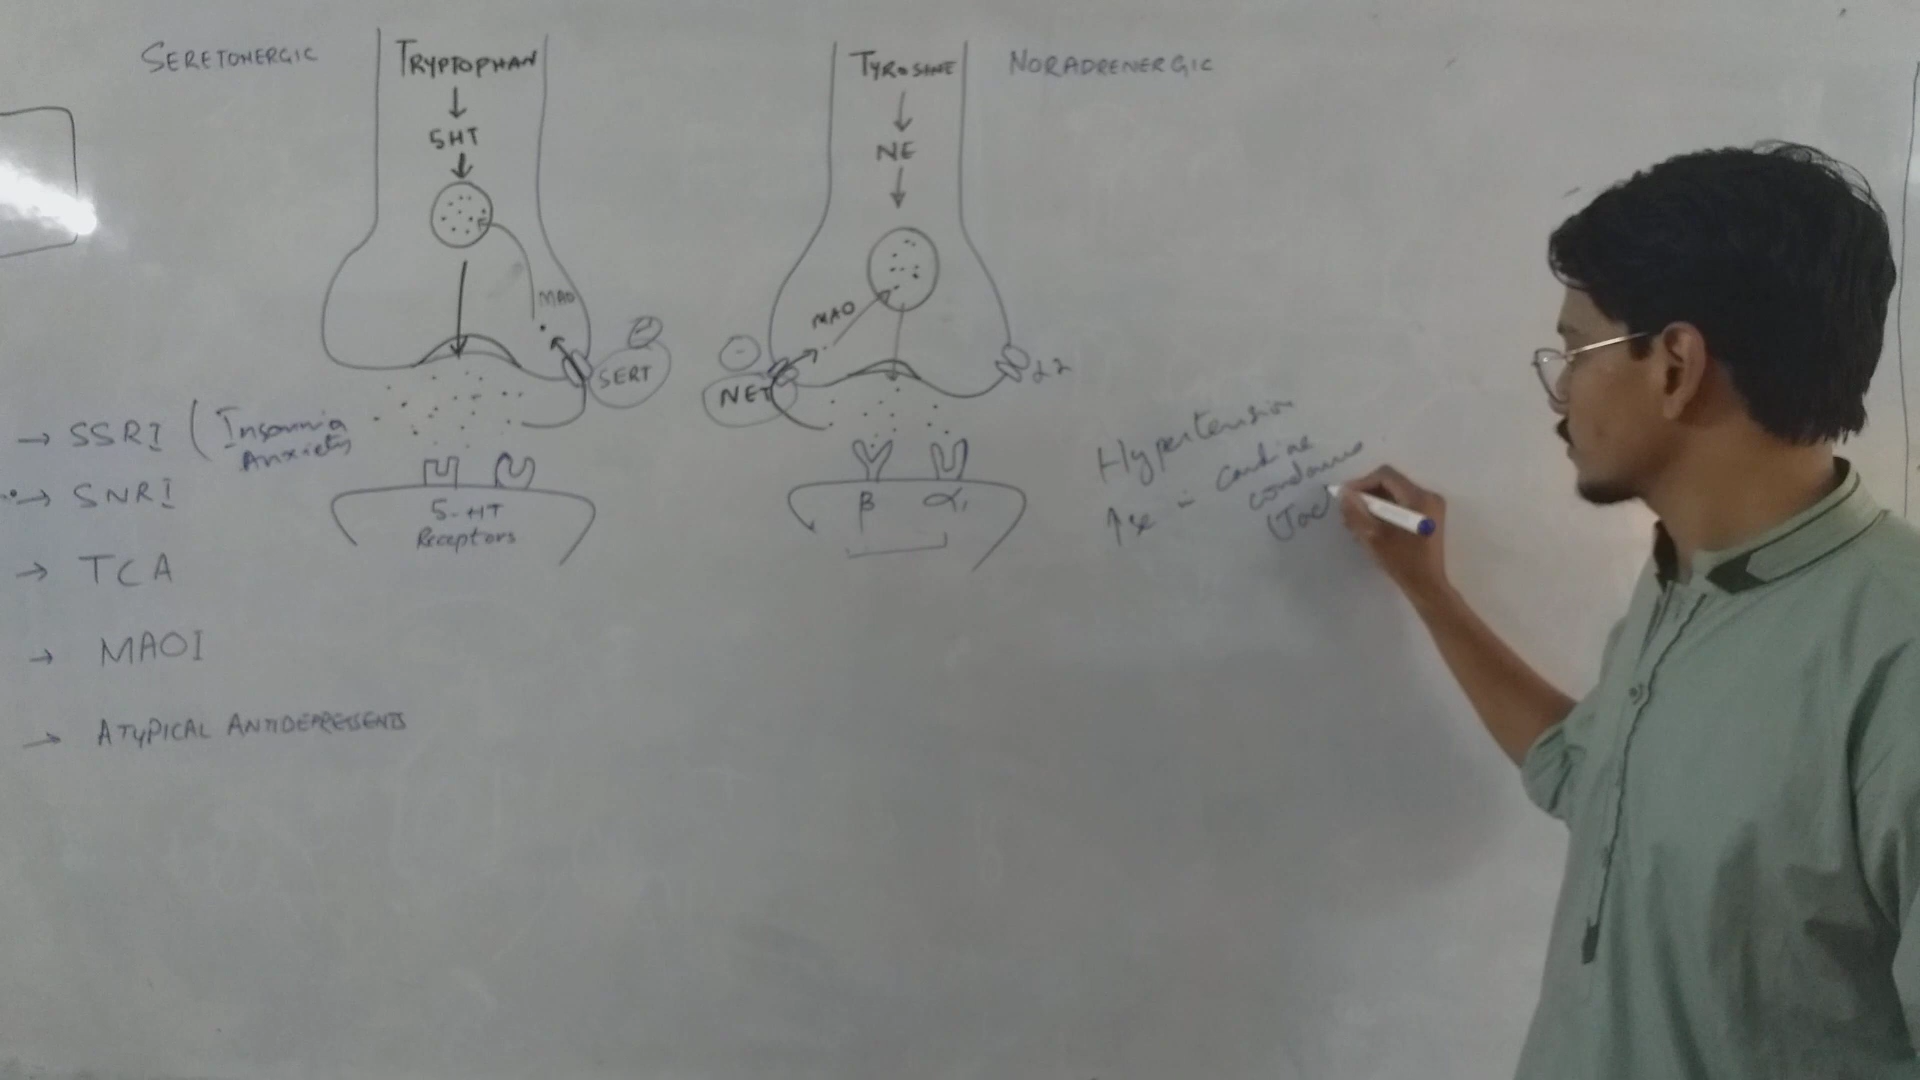 SERETONERGIC
TRYPTOPHAN
5HT
MAO
SERT
5-HT
Receptors
TYROSINE
NORADRENERGIC
NE
MAO
NET
α2
β
α1
→ SSRI (Insomnia
Anxiety
→ SNRI
→ TCA
→ MAOI
→ ATYPICAL ANTIDEPRESSENTS
Hypertension
↑se in cardiac